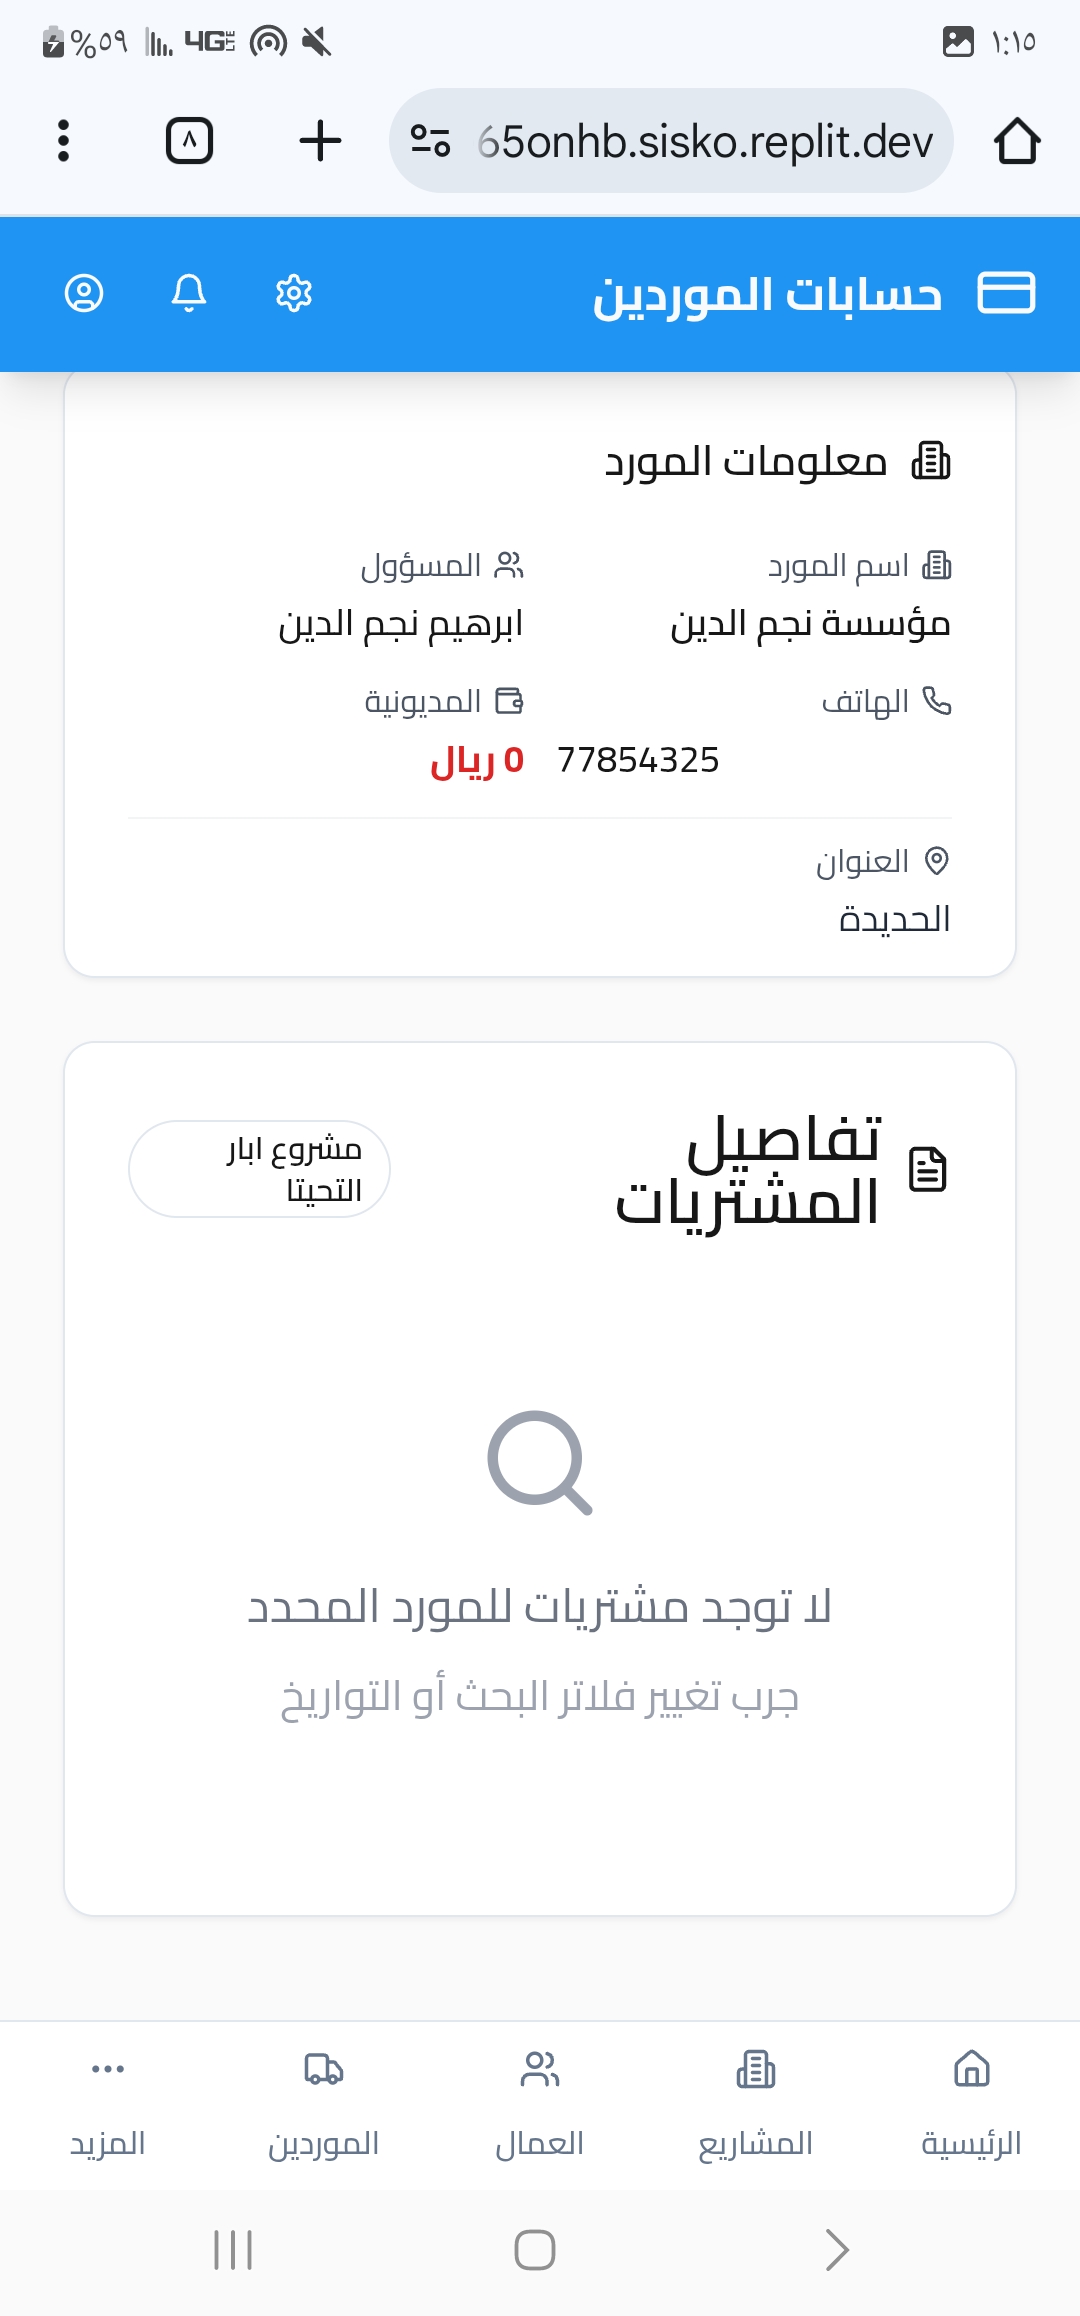 %٥٩
4G LTE
١:١٥
٨
65onhb.sisko.replit.dev
حسابات الموردين
معلومات المورد
اسم المورد
المسؤول
مؤسسة نجم الدين
ابرهيم نجم الدين
الهاتف
المديونية
77854325
0 ريال
العنوان
الحديدة
تفاصيل
المشتريات
مشروع ابار
التحيتا
لا توجد مشتريات للمورد المحدد
جرب تغيير فلاتر البحث أو التواريخ
الرئيسية
المشاريع
العمال
الموردين
المزيد